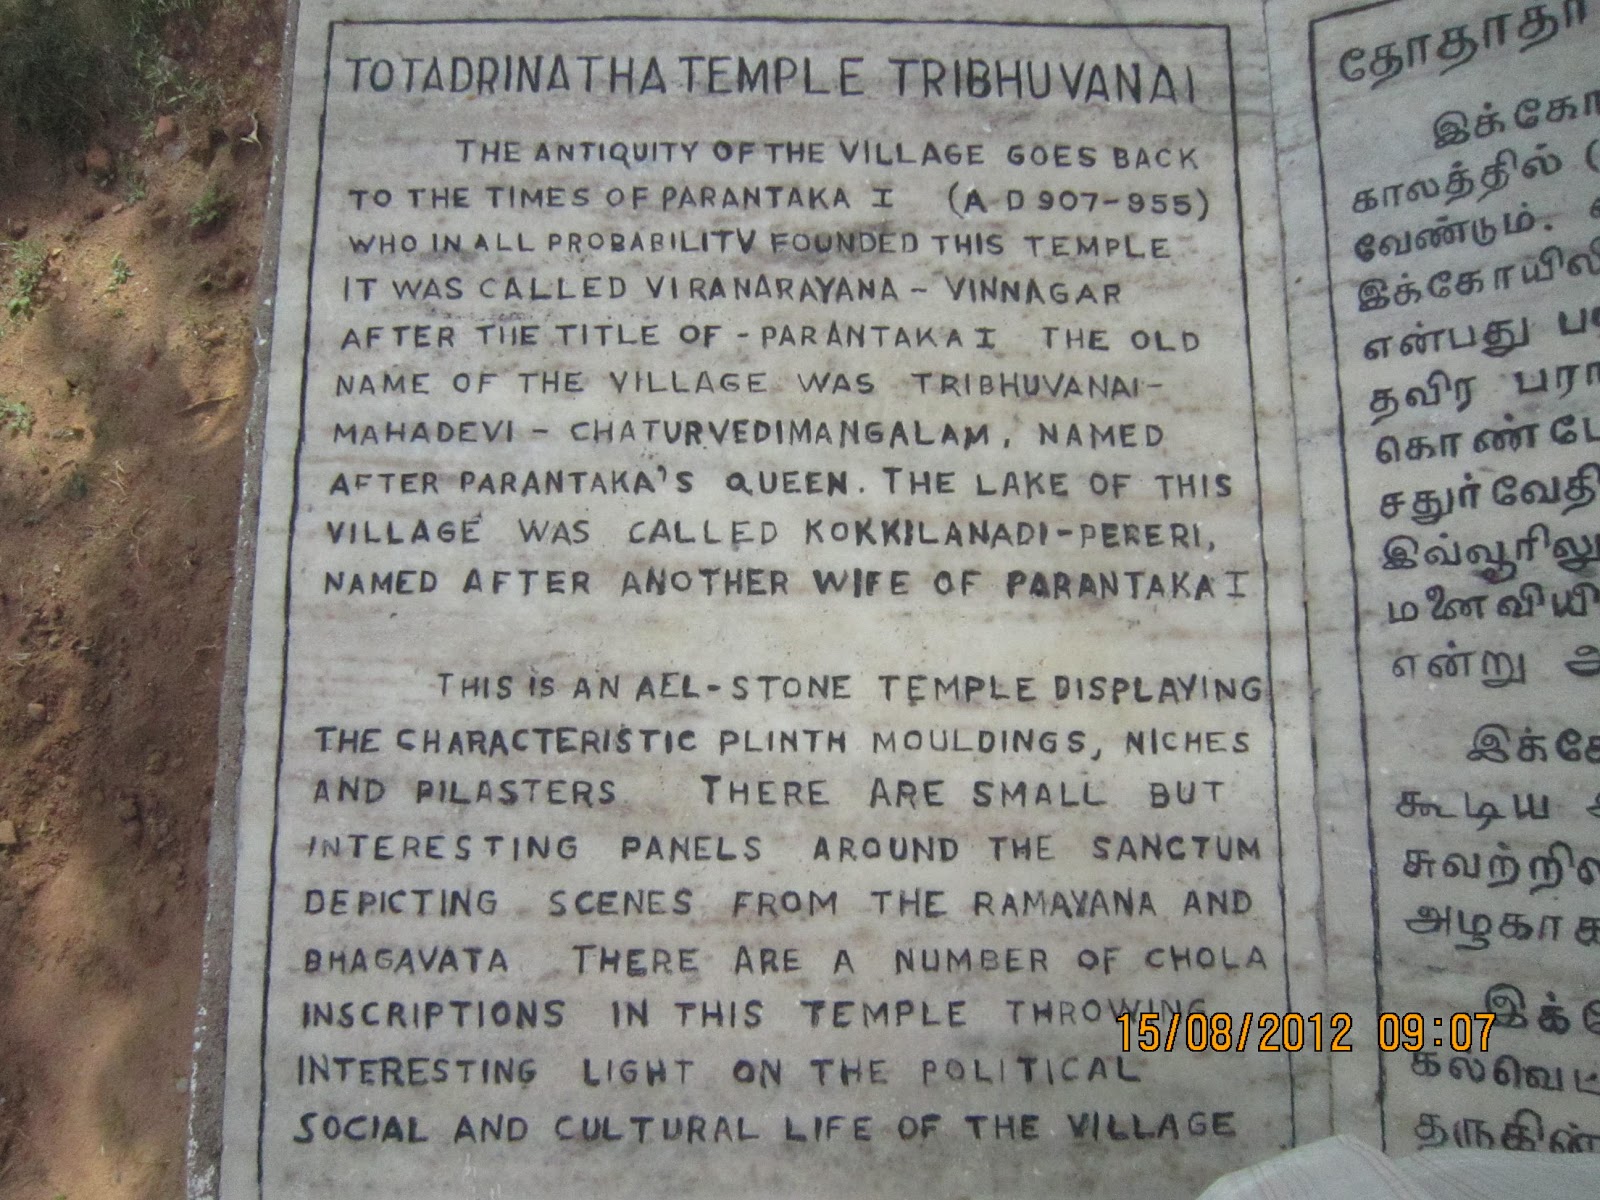 TOTADRINATHA TEMPLE TRIBHUVANAI
THE ANTIQUITY OF THE VILLAGE GOES BACK
TO THE TIMES OF PARANTAKA I (A D 907-955)
WHO IN ALL PROBABILITY FOUNDED THIS TEMPLE
IT WAS CALLED VIRANARAYANA - VINNAGAR
AFTER THE TITLE OF - PARANTAKA I THE OLD
NAME OF THE VILLAGE WAS TRIBHUVANAI-
MAHADEVI - CHATURVEDIMANGALAM, NAMED
AFTER PARANTAKA'S QUEEN. THE LAKE OF THIS
VILLAGE WAS CALLED KOKKILANADI-PERERI,
NAMED AFTER ANOTHER WIFE OF PARANTAKA I
THIS IS AN AEL-STONE TEMPLE DISPLAYING
THE CHARACTERISTIC PLINTH MOULDINGS, NICHES
AND PILASTERS THERE ARE SMALL BUT
INTERESTING PANELS AROUND THE SANCTUM
DEPICTING SCENES FROM THE RAMAYANA AND
BHAGAVATA THERE ARE A NUMBER OF CHOLA
INSCRIPTIONS IN THIS TEMPLE THROWING
INTERESTING LIGHT ON THE POLITICAL
SOCIAL AND CULTURAL LIFE OF THE VILLAGE
காலத்தில் (
வேண்டும்.
என்பது
தவிர
என்று
கூடிய
15/08/2012 09:07